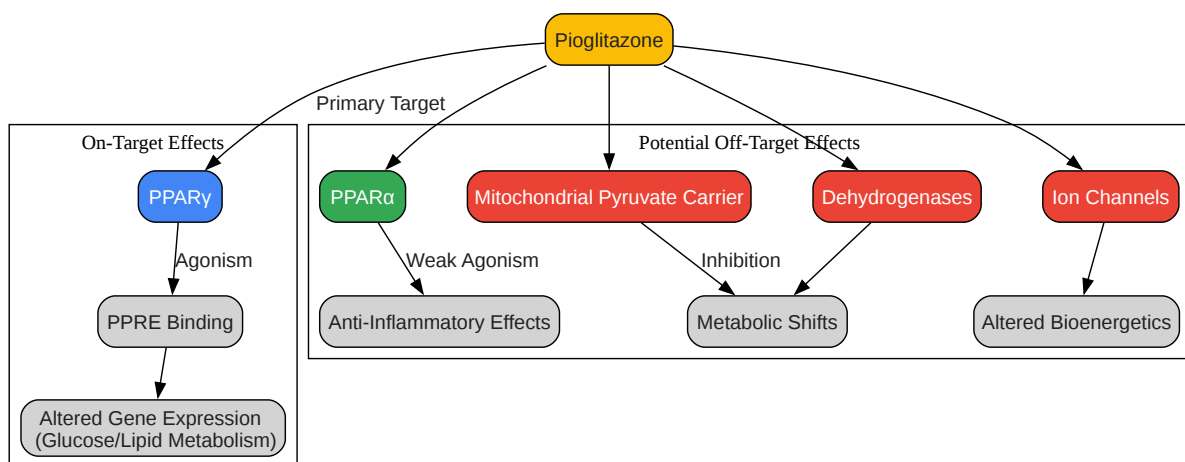 Pioglitazone
Primary Target
On-Target Effects
Potential Off-Target Effects
PPARγ
PPARα
Mitochondrial Pyruvate Carrier
Dehydrogenases
Ion Channels
Agonism
Weak Agonism
Inhibition
PPRE Binding
Anti-Inflammatory Effects
Metabolic Shifts
Altered Bioenergetics
Altered Gene Expression
(Glucose/Lipid Metabolism)